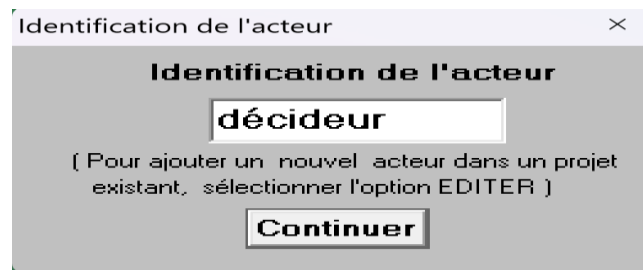 Identification de l'acteur
Identification de l'acteur
décideur
( Pour ajouter un nouvel acteur dans un projet
existant, sélectionner l'option EDITER )
Continuer